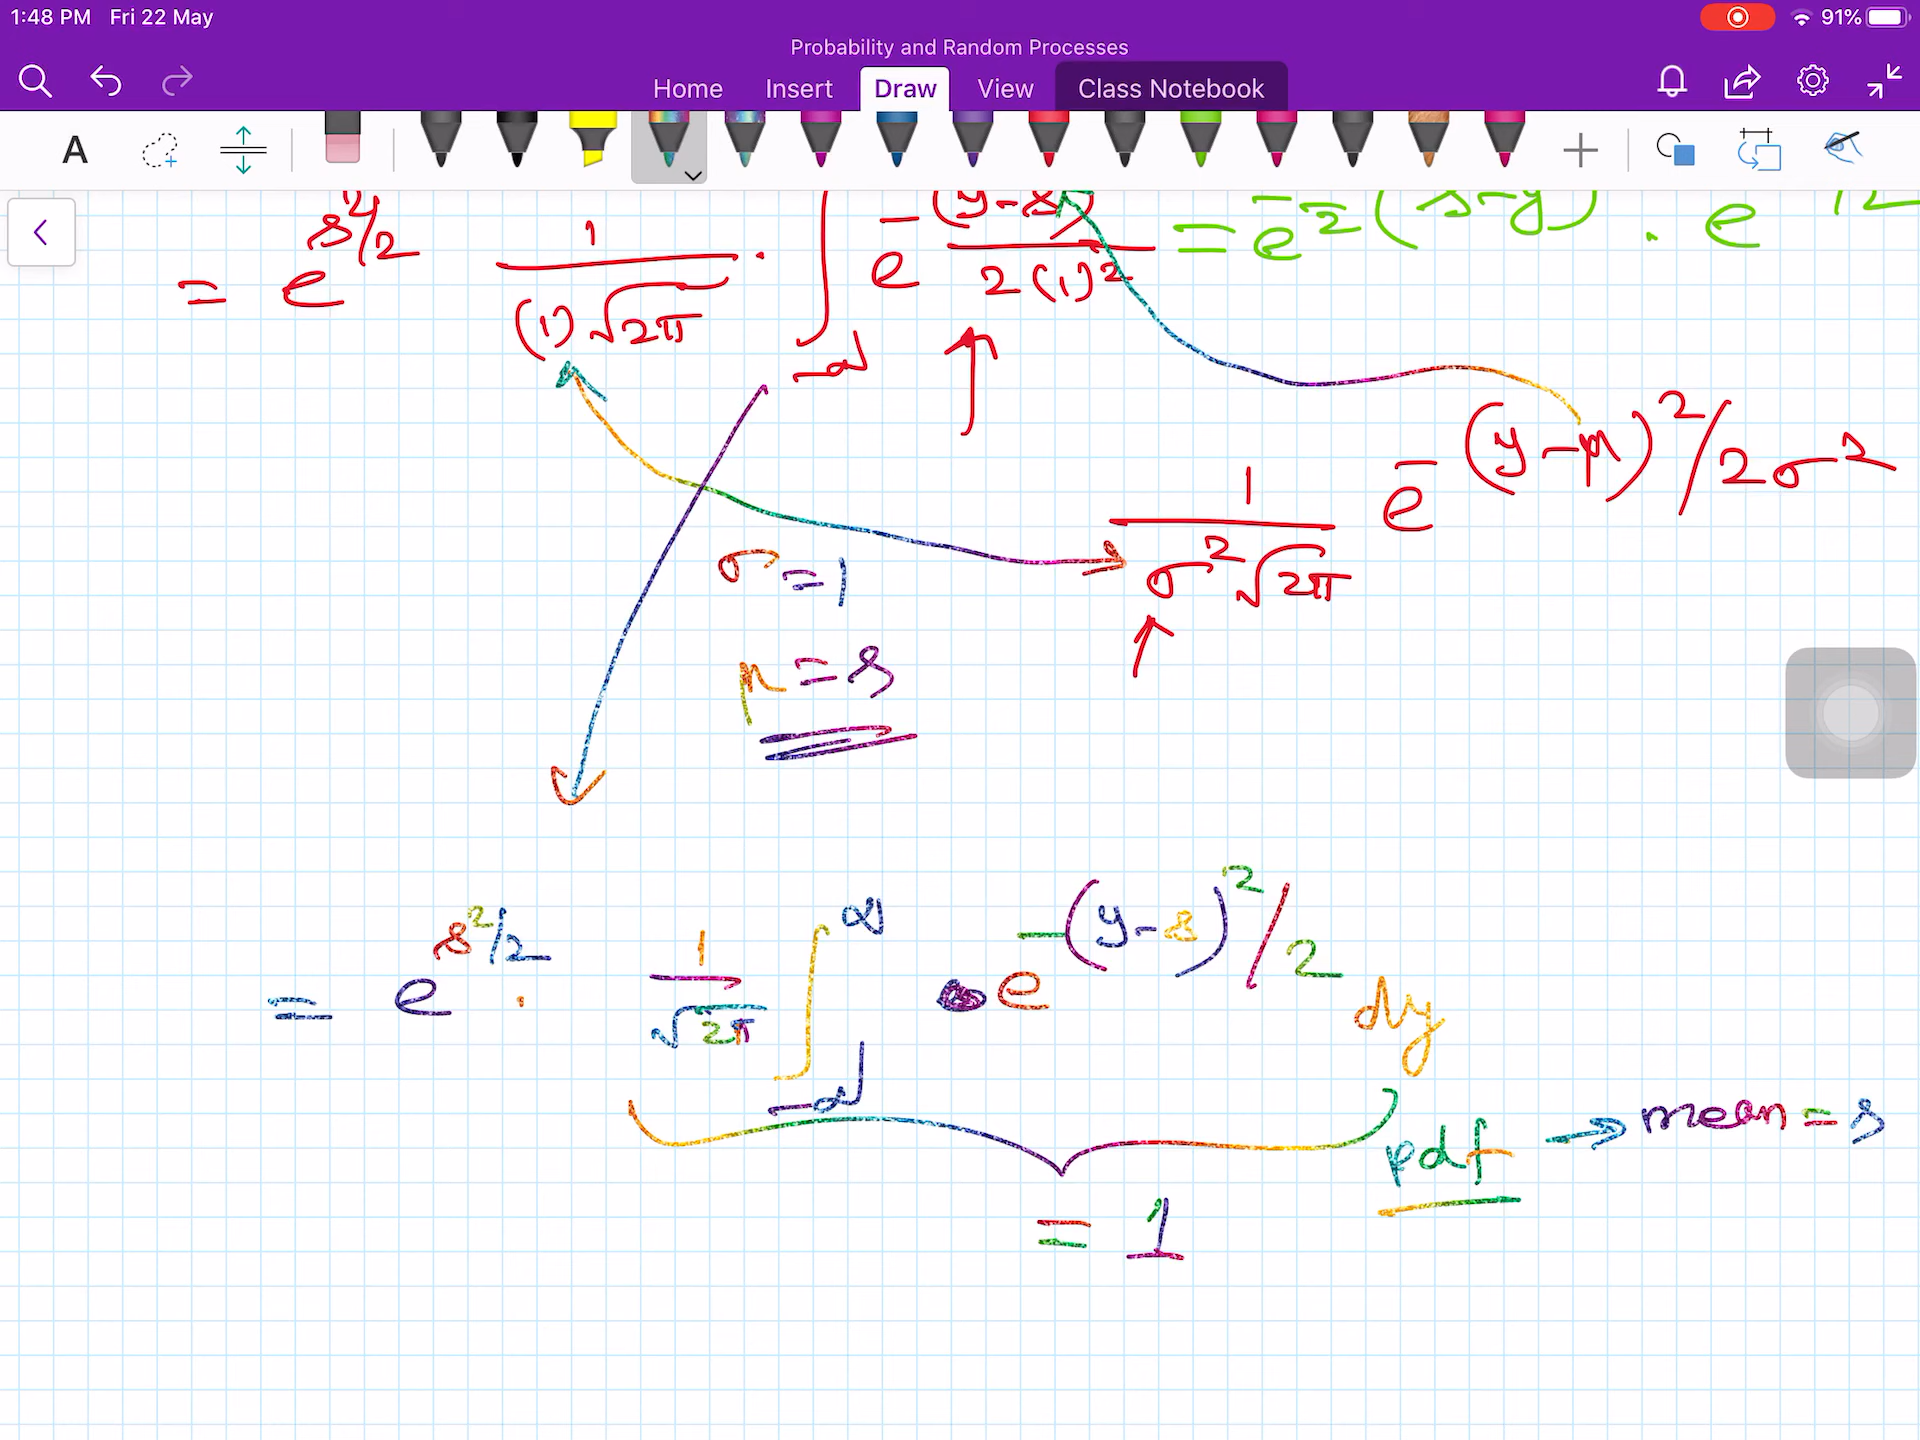 1:48 PM Fri 22 May
91%
Probability and Random Processes
Home Insert Draw View Class Notebook
A
= e^{s²/2} 1/((1)√2π) · ∫_{-∞} e^{-(y-s)/2(1)²} = e^{-1/2 (s-y)} · e^{/2}
1/(σ²√2π) e^{-(y-μ)²/2σ²}
σ = 1
μ = s
= e^{s²/2} · 1/√2π ∫_{-∞}^{∞} e^{-(y-s)²/2} dy
pdf → mean = s
= 1